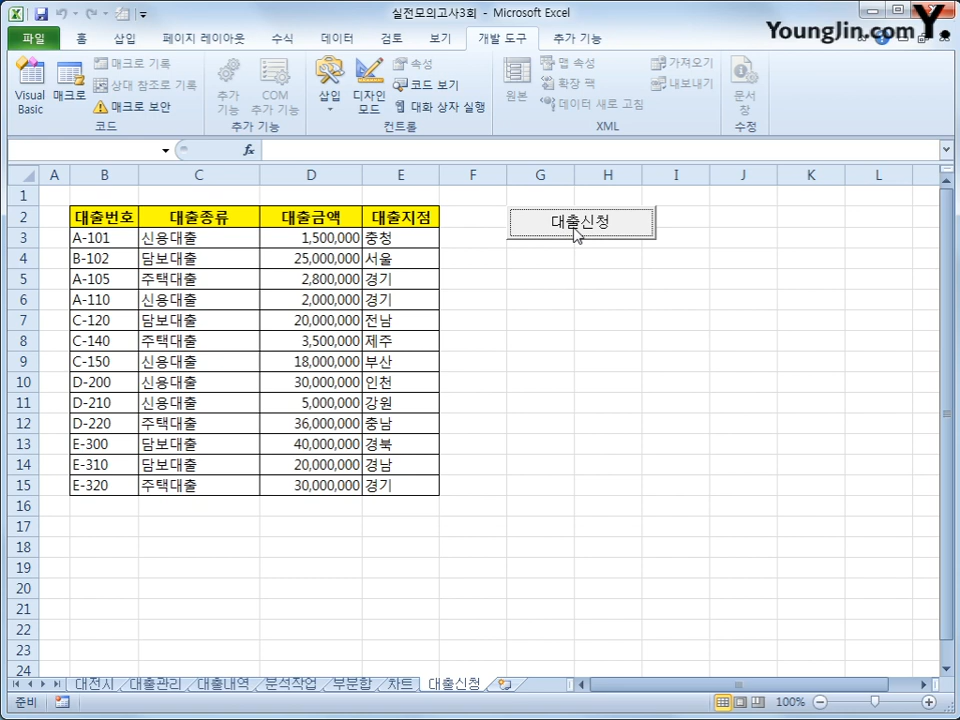 실전모의고사3회 - Microsoft Excel
Younglin.com Y.
파일 홈 삽입 페이지 레이아웃 수식 데이터 검토 보기 개발 도구 추가 기능
Visual Basic 매크로 매크로 기록 상대 참조로 기록 매크로 보안 추가 기능 COM 추가 기능 삽입 디자인 모드 속성 코드 보기 대화 상자 실행 원본 맵 속성 확장 팩 데이터 새로 고침 가져오기 내보내기 문서 창
코드 추가 기능 컨트롤 XML 수정
fx
A B C D E F G H I J K L
1
2 대출번호 대출종류 대출금액 대출지점 대출신청
3 A-101 신용대출 1,500,000 충청
4 B-102 담보대출 25,000,000 서울
5 A-105 주택대출 2,800,000 경기
6 A-110 신용대출 2,000,000 경기
7 C-120 담보대출 20,000,000 전남
8 C-140 주택대출 3,500,000 제주
9 C-150 신용대출 18,000,000 부산
10 D-200 신용대출 30,000,000 인천
11 D-210 신용대출 5,000,000 강원
12 D-220 주택대출 36,000,000 충남
13 E-300 담보대출 40,000,000 경북
14 E-310 담보대출 20,000,000 경남
15 E-320 주택대출 30,000,000 경기
16
17
18
19
20
21
22
23
24
대전시 대출관리 대출내역 분석작업 부분합 차트 대출신청
준비 100%